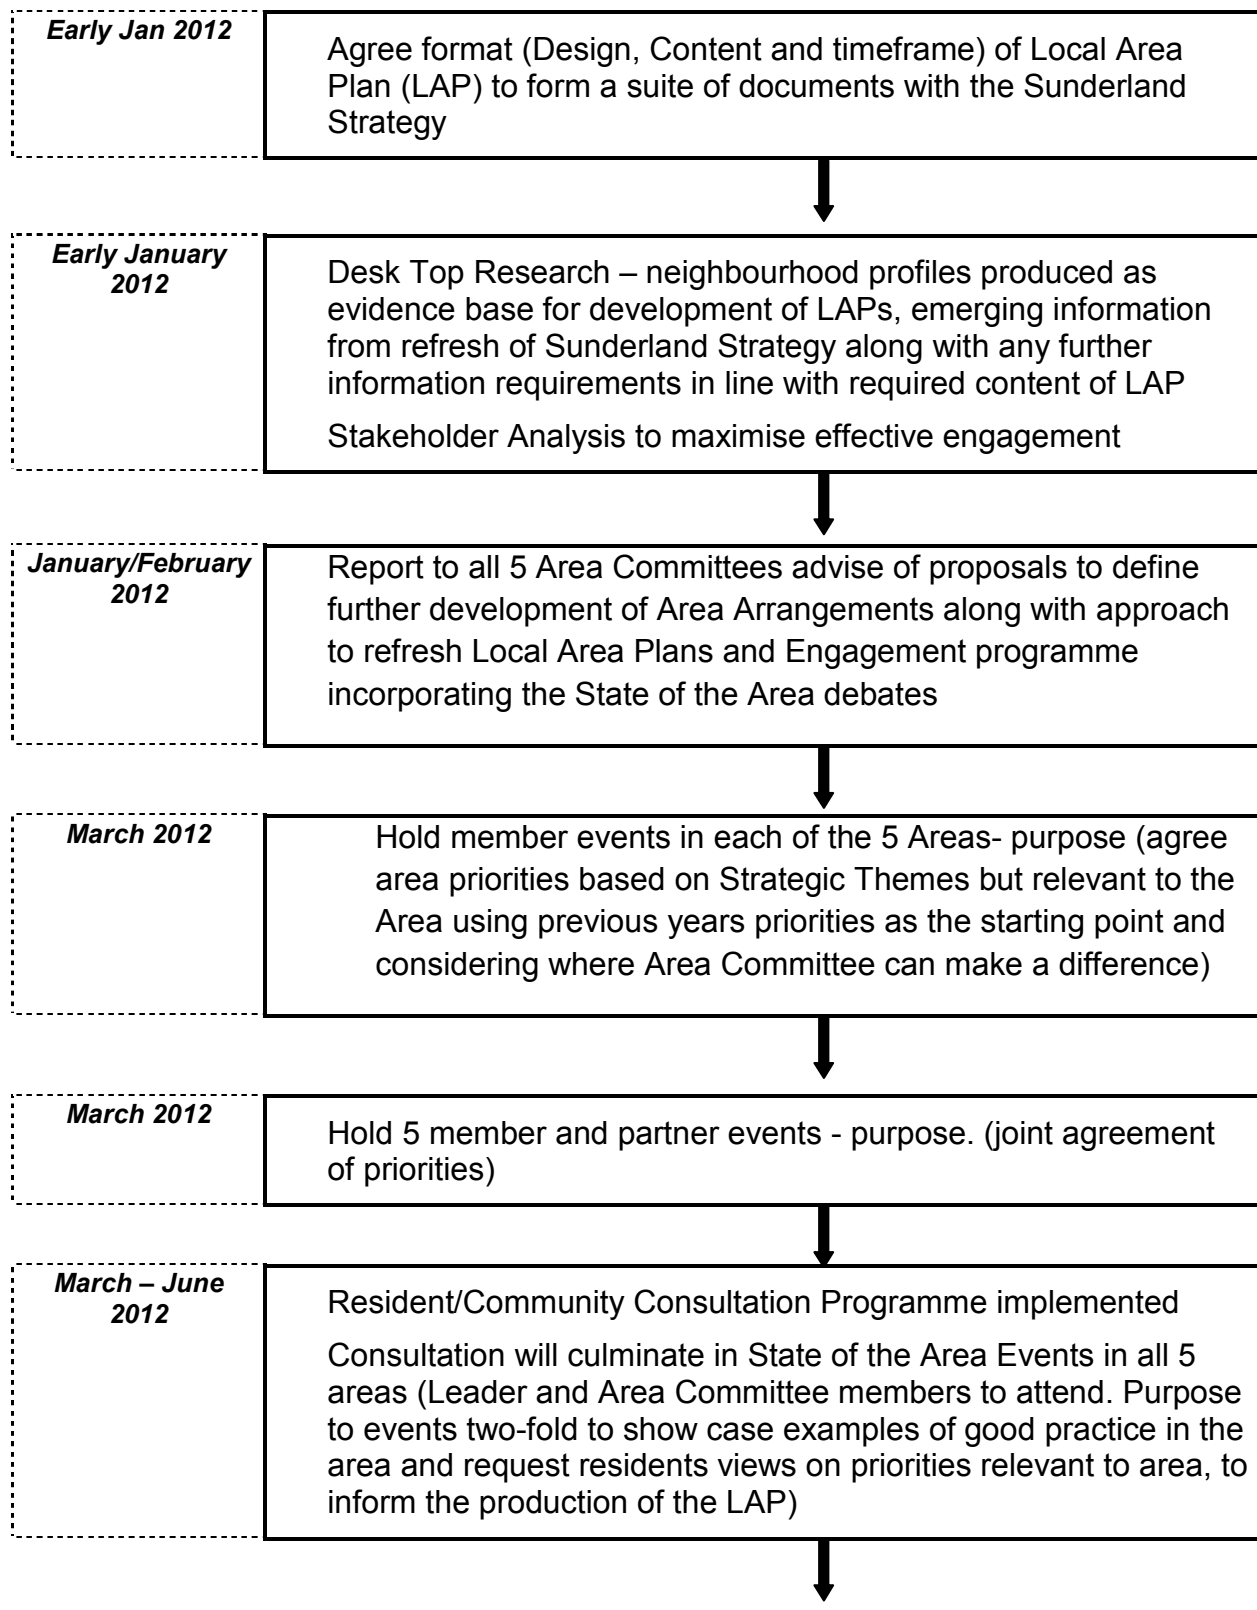 Early Jan 2012
Agree format (Design, Content and timeframe) of Local Area
Plan (LAP) to form a suite of documents with the Sunderland
Strategy
Early January
2012
Desk Top Research – neighbourhood profiles produced as
evidence base for development of LAPs, emerging information
from refresh of Sunderland Strategy along with any further
information requirements in line with required content of LAP
Stakeholder Analysis to maximise effective engagement
January/February
2012
Report to all 5 Area Committees advise of proposals to define
further development of Area Arrangements along with approach
to refresh Local Area Plans and Engagement programme
incorporating the State of the Area debates
March 2012
Hold member events in each of the 5 Areas- purpose (agree
area priorities based on Strategic Themes but relevant to the
Area using previous years priorities as the starting point and
considering where Area Committee can make a difference)
March 2012
Hold 5 member and partner events - purpose. (joint agreement
of priorities)
March – June
2012
Resident/Community Consultation Programme implemented
Consultation will culminate in State of the Area Events in all 5
areas (Leader and Area Committee members to attend. Purpose
to events two-fold to show case examples of good practice in the
area and request residents views on priorities relevant to area, to
inform the production of the LAP)